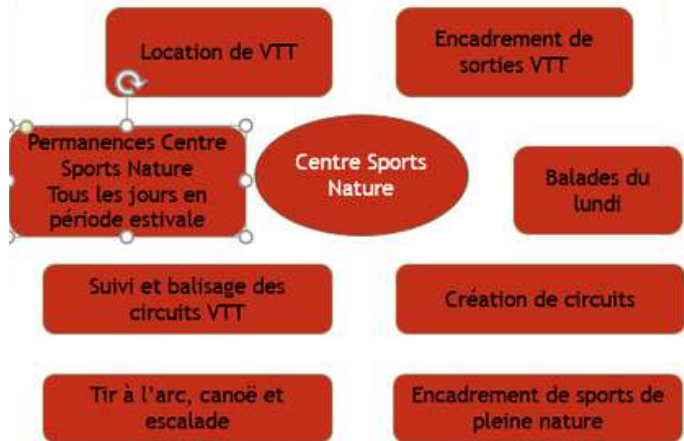 Location de VTT
Encadrement de
sorties VTT
Permanences Centre
Sports Nature
Tous les jours en
période estivale
Centre Sports
Nature
Balades du
lundi
Suivi et balisage des
circuits VTT
Création de circuits
Tir à l'arc, canoë et
escalade
Encadrement de sports de
pleine nature